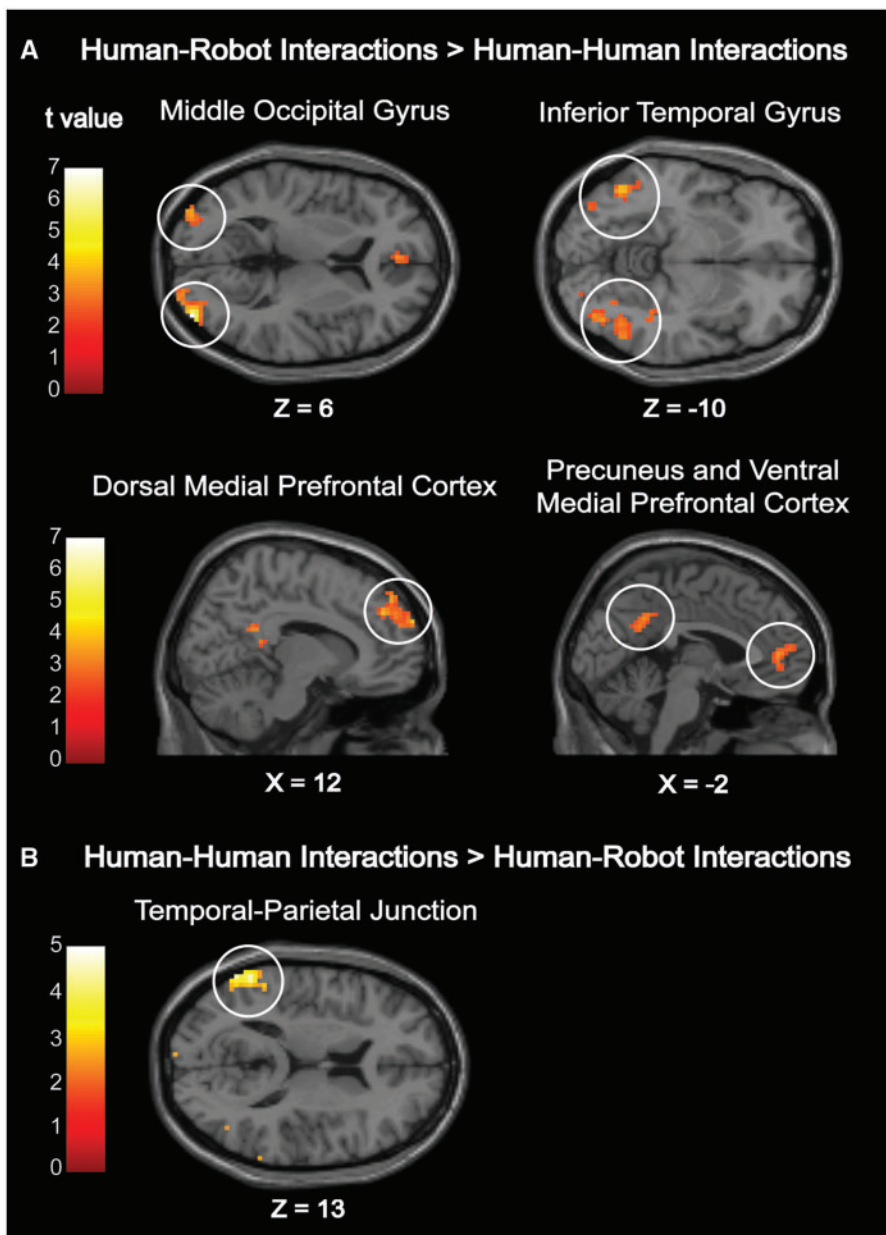 A Human-Robot Interactions > Human-Human Interactions
t value
Middle Occipital Gyrus
Inferior Temporal Gyrus
7
6
5
4
3
2
1
0
Z = 6
Z = -10
Dorsal Medial Prefrontal Cortex
Precuneus and Ventral
Medial Prefrontal Cortex
7
6
5
4
3
2
1
0
X = 12
X = -2
B Human-Human Interactions > Human-Robot Interactions
Temporal-Parietal Junction
5
4
3
2
1
0
Z = 13